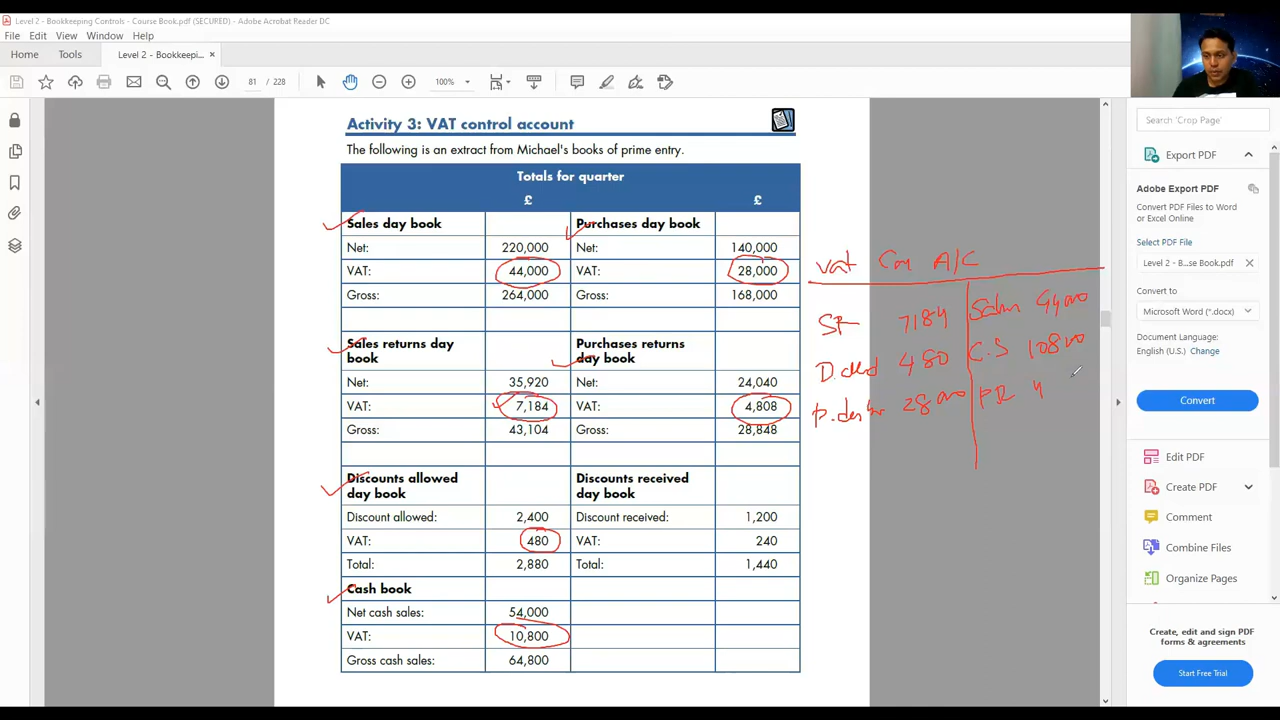 Level 2 - Bookkeeping Controls - Course Book.pdf (SECURED) - Adobe Acrobat Reader DC
File Edit View Window Help
Home Tools Level 2 - Bookkeepi... ×
81 / 228 100%
Search 'Crop Page'
Export PDF
Adobe Export PDF
Convert PDF Files to Word
or Excel Online
Select PDF File
Level 2 - B...se Book.pdf
Convert to
Microsoft Word (*.docx)
Document Language:
English (U.S.) Change
Convert
Edit PDF
Create PDF
Comment
Combine Files
Organize Pages
Create, edit and sign PDF
forms & agreements
Start Free Trial
Activity 3: VAT control account
The following is an extract from Michael's books of prime entry.
Totals for quarter
£ £
Sales day book Purchases day book
Net: 220,000 Net: 140,000
VAT: 44,000 VAT: 28,000
Gross: 264,000 Gross: 168,000
Sales returns day Purchases returns
book day book
Net: 35,920 Net: 24,040
VAT: 7,184 VAT: 4,808
Gross: 43,104 Gross: 28,848
Discounts allowed Discounts received
day book day book
Discount allowed: 2,400 Discount received: 1,200
VAT: 480 VAT: 240
Total: 2,880 Total: 1,440
Cash book
Net cash sales: 54,000
VAT: 10,800
Gross cash sales: 64,800
Vat Con A/C
SR 7184
480 C.S 10800
28000 PR 4